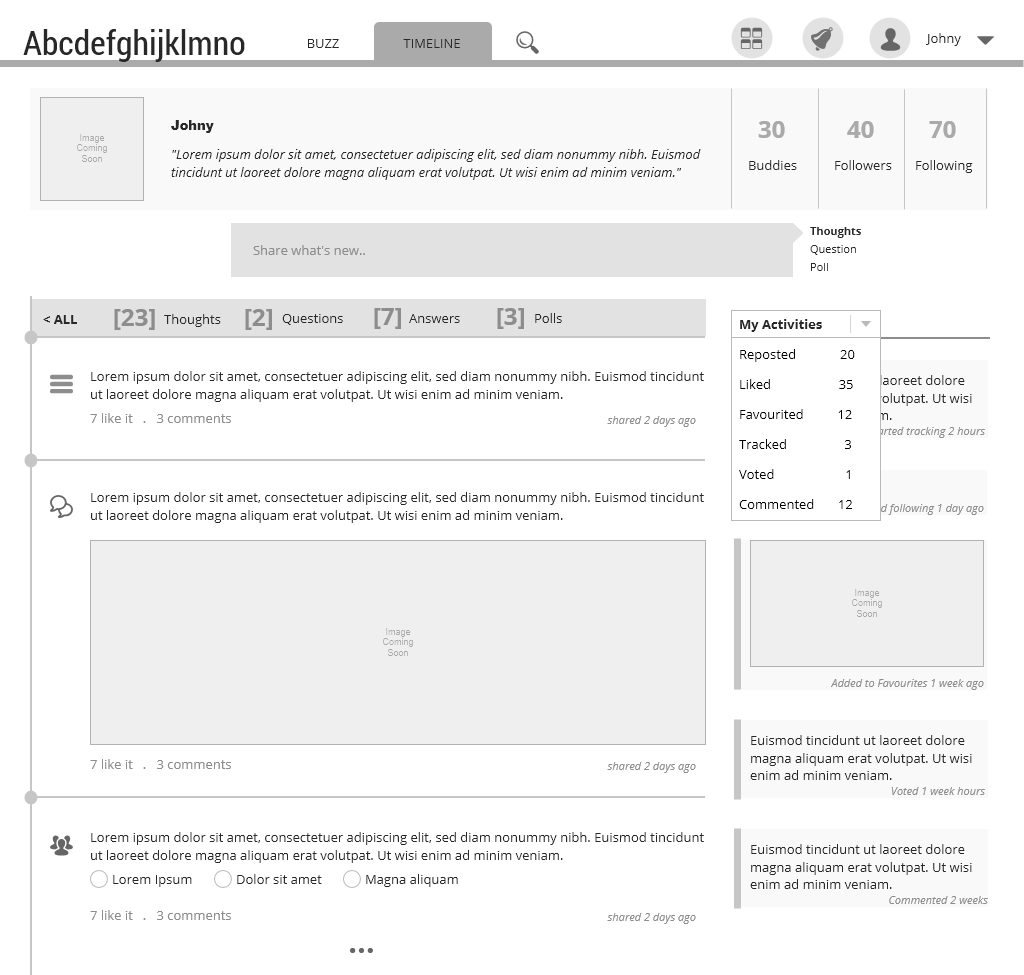 Abcdefghijklmno
BUZZ
TIMELINE
Johny
Image
Coming
Soon
Johny
"Lorem ipsum dolor sit amet, consectetuer adipiscing elit, sed diam nonummy nibh. Euismod
tincidunt ut laoreet dolore magna aliquam erat volutpat. Ut wisi enim ad minim veniam."
30
Buddies
40
Followers
70
Following
Share what's new..
Thoughts
Question
Poll
< ALL
[23] Thoughts
[2] Questions
[7] Answers
[3] Polls
Lorem ipsum dolor sit amet, consectetuer adipiscing elit, sed diam nonummy nibh. Euismod tincidunt
ut laoreet dolore magna aliquam erat volutpat. Ut wisi enim ad minim veniam.
7 like it . 3 comments
shared 2 days ago
Lorem ipsum dolor sit amet, consectetuer adipiscing elit, sed diam nonummy nibh. Euismod tincidunt
ut laoreet dolore magna aliquam erat volutpat. Ut wisi enim ad minim veniam.
Image
Coming
Soon
7 like it . 3 comments
shared 2 days ago
Lorem ipsum dolor sit amet, consectetuer adipiscing elit, sed diam nonummy nibh. Euismod tincidunt
ut laoreet dolore magna aliquam erat volutpat. Ut wisi enim ad minim veniam.
Lorem Ipsum
Dolor sit amet
Magna aliquam
7 like it . 3 comments
shared 2 days ago
My Activities
Reposted 20
Liked 35
Favourited 12
Tracked 3
Voted 1
Commented 12
laoreet dolore
volutpat. Ut wisi
m.
arted tracking 2 hours
d following 1 day ago
Image
Coming
Soon
Added to Favourites 1 week ago
Euismod tincidunt ut laoreet dolore
magna aliquam erat volutpat. Ut wisi
enim ad minim veniam.
Voted 1 week hours
Euismod tincidunt ut laoreet dolore
magna aliquam erat volutpat. Ut wisi
enim ad minim veniam.
Commented 2 weeks